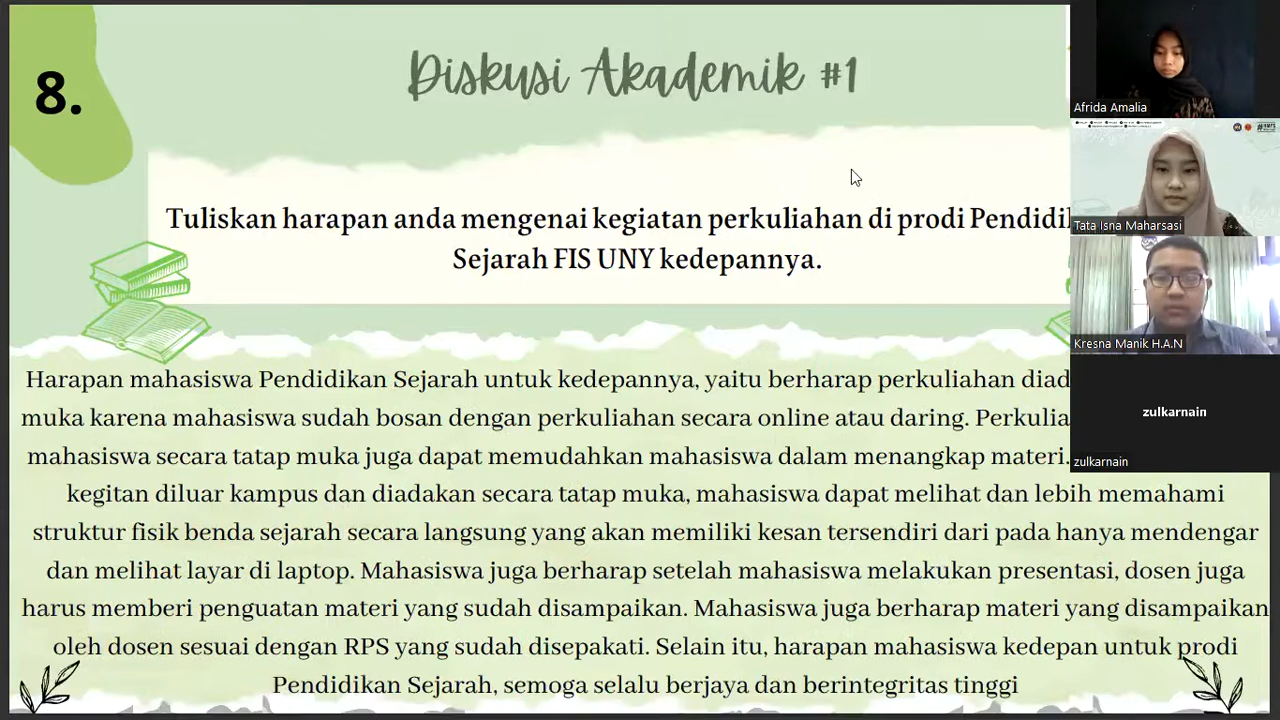 8.
Diskusi Akademik #1
Tuliskan harapan anda mengenai kegiatan perkuliahan di prodi
Sejarah FIS UNY kedepannya.
Harapan mahasiswa Pendidikan Sejarah untuk kedepannya, yaitu berharap perkuliahan
muka karena mahasiswa sudah bosan dengan perkuliahan secara online atau daring.
mahasiswa secara tatap muka juga dapat memudahkan mahasiswa dalam menangkap materi.
kegitan diluar kampus dan diadakan secara tatap muka, mahasiswa dapat melihat dan lebih memahami
struktur fisik benda sejarah secara langsung yang akan memiliki kesan tersendiri dari pada hanya mendengar
dan melihat layar di laptop. Mahasiswa juga berharap setelah mahasiswa melakukan presentasi, dosen juga
harus memberi penguatan materi yang sudah disampaikan. Mahasiswa juga berharap materi yang disampaikan
oleh dosen sesuai dengan RPS yang sudah disepakati. Selain itu, harapan mahasiswa kedepan untuk prodi
Pendidikan Sejarah, semoga selalu berjaya dan berintegritas tinggi
Afrida Amalia
Tata Isna Maharsasi
Kresna Manik H.A.N
zulkarnain
zulkarnain